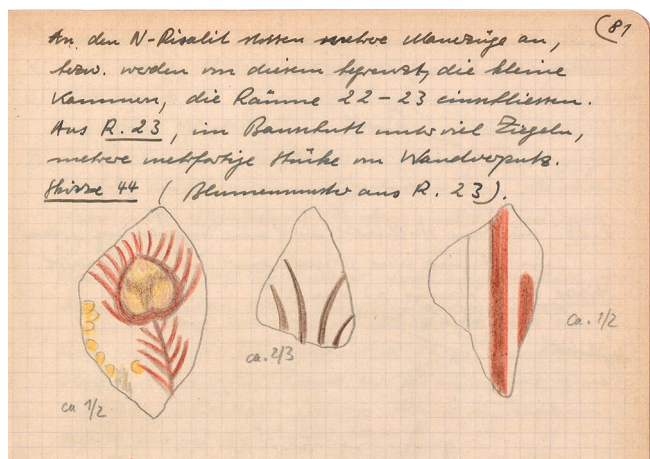 (81
An den N-Risalit stossen mehrere Mauerzüge an,
bzw. werden von diesem begrenzt, die kleine
Kammern, die Räume 22-23 einschliessen.
Aus R. 23, im Bauschutt unter viel Ziegeln,
mehrere mehrfarbige Stücke von Wandverputz.
Skizze 44 (Blumenmuster aus R. 23).
ca 1/2
ca. 2/3
ca. 1/2